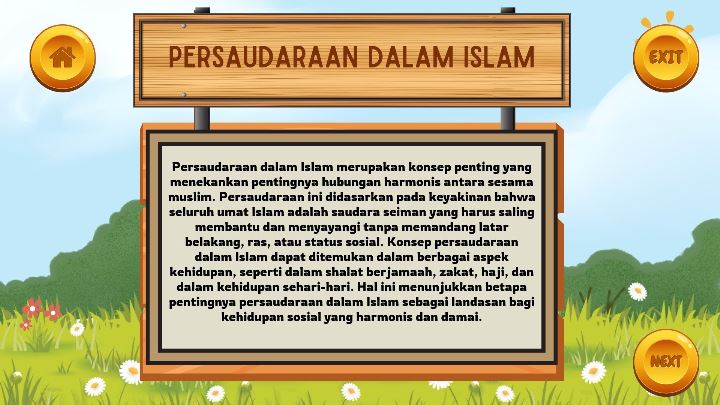 PERSAUDARAAN DALAM ISLAM
EXIT
Persaudaraan dalam Islam merupakan konsep penting yang
menekankan pentingnya hubungan harmonis antara sesama
muslim. Persaudaraan ini didasarkan pada keyakinan bahwa
seluruh umat Islam adalah saudara seiman yang harus saling
membantu dan menyayangi tanpa memandang latar
belakang, ras, atau status sosial. Konsep persaudaraan
dalam Islam dapat ditemukan dalam berbagai aspek
kehidupan, seperti dalam shalat berjamaah, zakat, haji, dan
dalam kehidupan sehari-hari. Hal ini menunjukkan betapa
pentingnya persaudaraan dalam Islam sebagai landasan bagi
kehidupan sosial yang harmonis dan damai.
NEXT